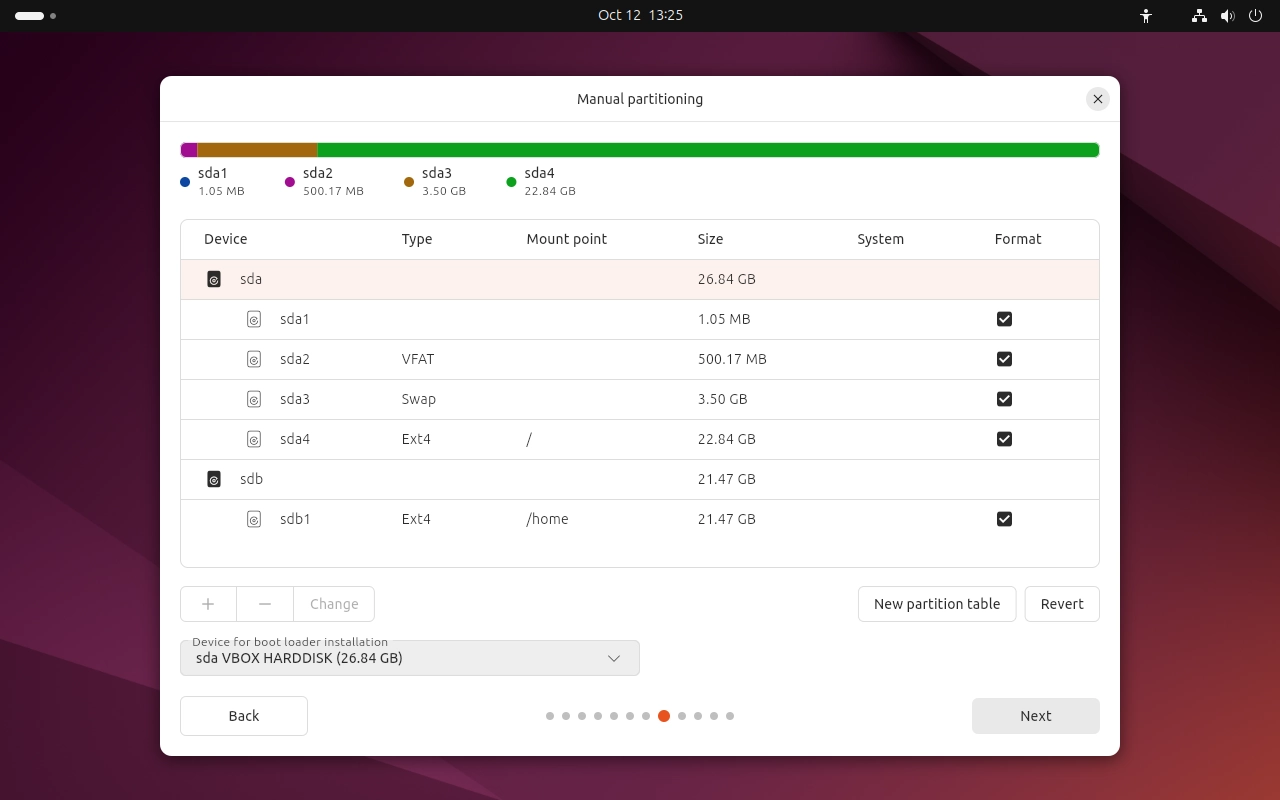 Oct 12 13:25
Manual partitioning
sda1 sda2 sda3 sda4
1.05 MB 500.17 MB 3.50 GB 22.84 GB
Device Type Mount point Size System Format
sda 26.84 GB
sda1 1.05 MB
sda2 VFAT 500.17 MB
sda3 Swap 3.50 GB
sda4 Ext4 / 22.84 GB
sdb 21.47 GB
sdb1 Ext4 /home 21.47 GB
+ − Change New partition table Revert
Device for boot loader installation
sda VBOX HARDDISK (26.84 GB)
Back Next